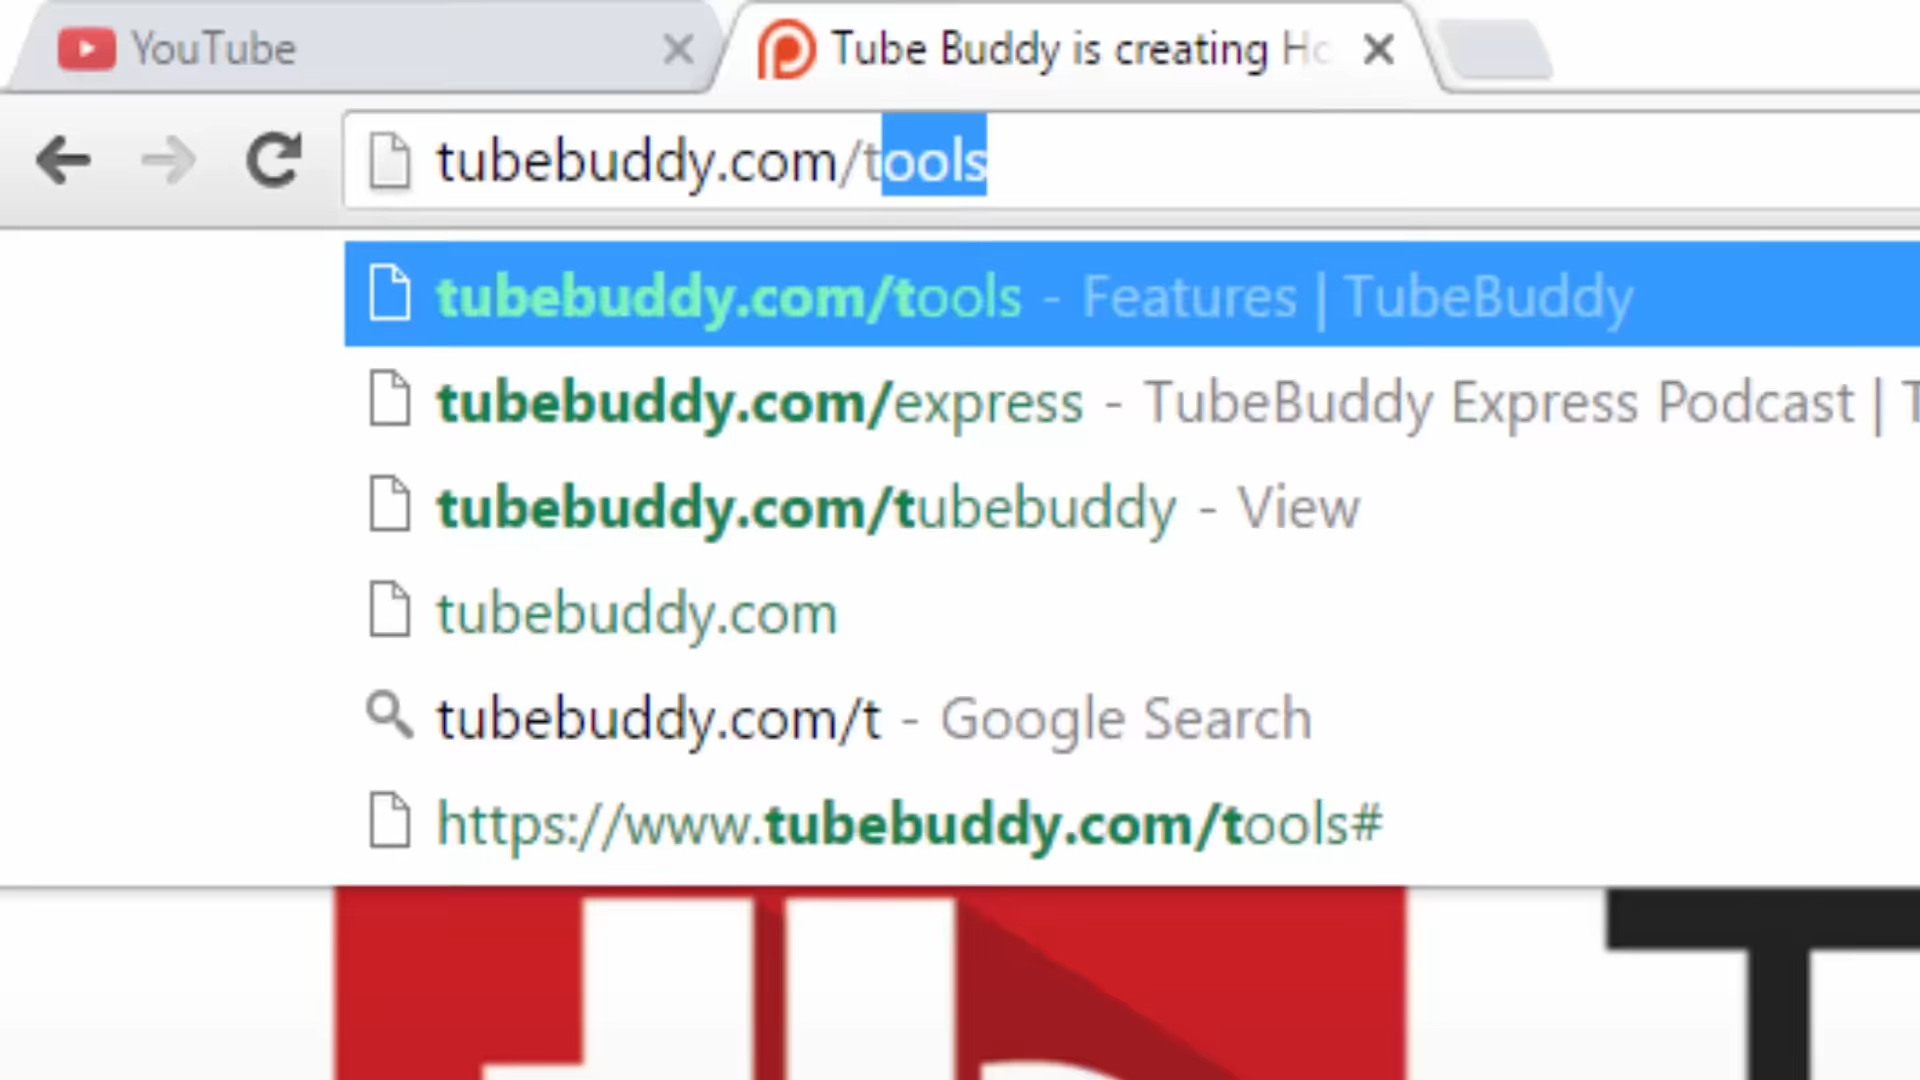 YouTube
Tube Buddy is creating
tubebuddy.com/tools
tubebuddy.com/tools - Features | TubeBuddy
tubebuddy.com/express - TubeBuddy Express Podcast |
tubebuddy.com/tubebuddy - View
tubebuddy.com
tubebuddy.com/t - Google Search
https://www.tubebuddy.com/tools#